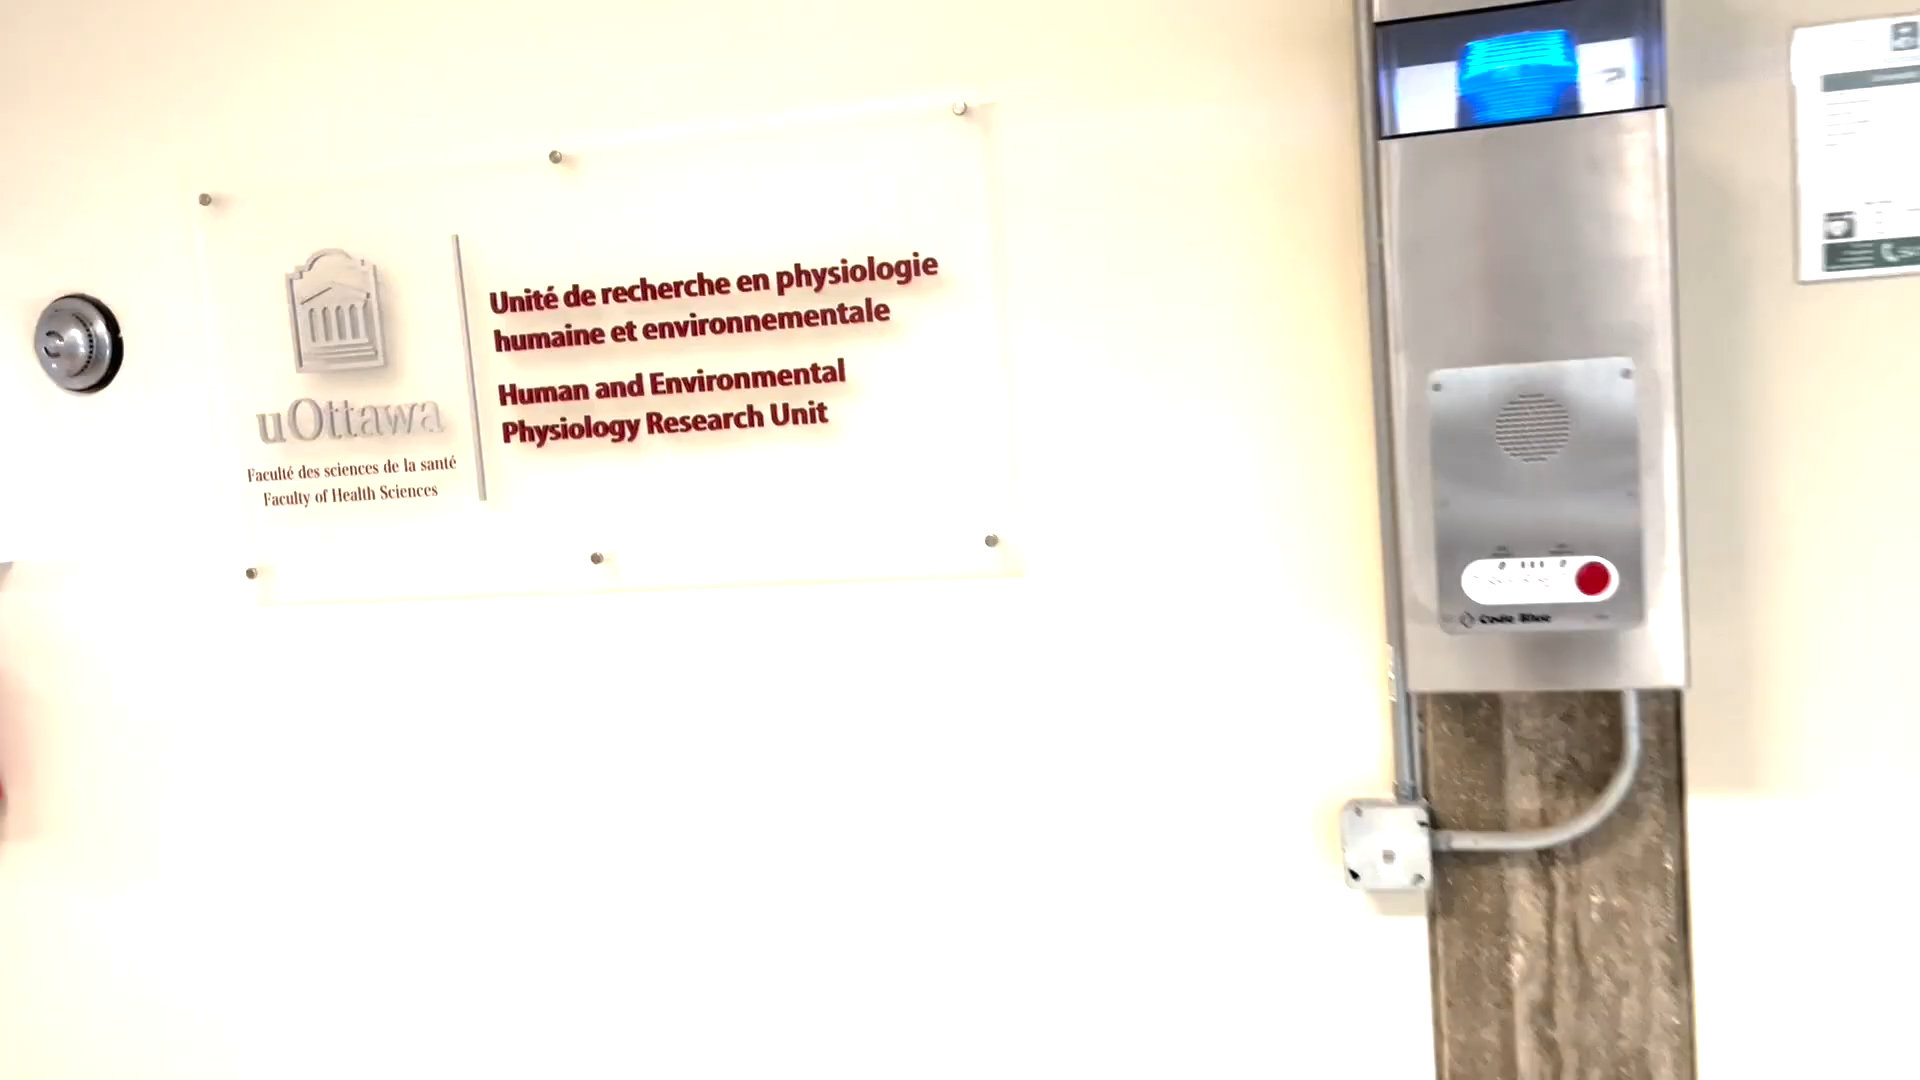 Unité de recherche en physiologie
humaine et environnementale
Human and Environmental
Physiology Research Unit
uOttawa
Faculté des sciences de la santé
Faculty of Health Sciences
Code Blue